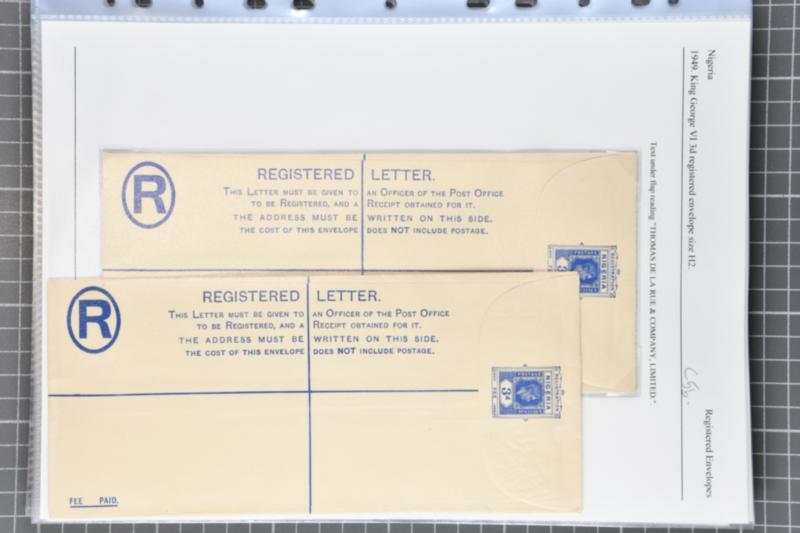 Nigeria
Registered Envelopes
1949. King George VI 3d registered envelope size H2.
Text under flap reading "THOMAS DE LA RUE & COMPANY, LIMITED".
R
REGISTERED LETTER.
THIS LETTER MUST BE GIVEN TO AN OFFICER OF THE POST OFFICE
TO BE REGISTERED, AND A RECEIPT OBTAINED FOR IT.
THE ADDRESS MUST BE WRITTEN ON THIS SIDE.
THE COST OF THIS ENVELOPE DOES NOT INCLUDE POSTAGE.
REGISTRATION
NIGERIA
R
REGISTERED LETTER.
THIS LETTER MUST BE GIVEN TO AN OFFICER OF THE POST OFFICE
TO BE REGISTERED, AND A RECEIPT OBTAINED FOR IT.
THE ADDRESS MUST BE WRITTEN ON THIS SIDE.
THE COST OF THIS ENVELOPE DOES NOT INCLUDE POSTAGE.
REGISTRATION
NIGERIA
POSTAGE
3d
FEE PAID.